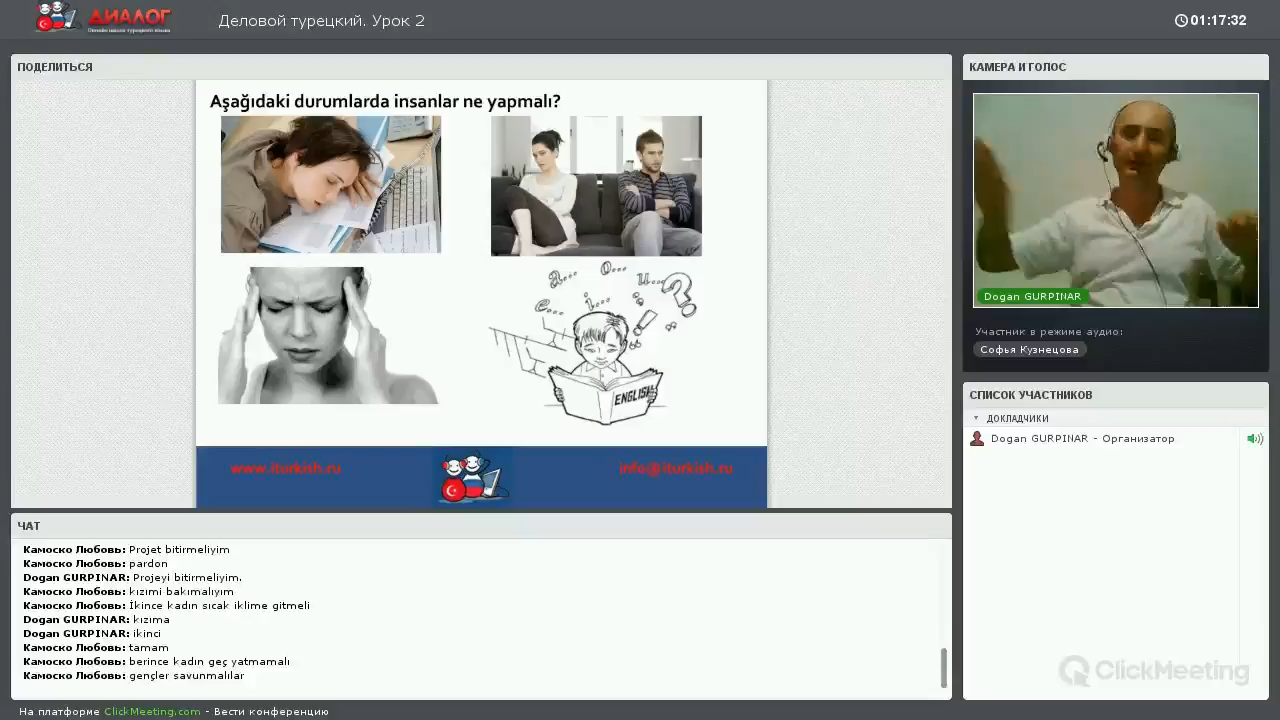 ДИАЛОГ
Онлайн школа турецкого языка
Деловой турецкий. Урок 2
01:17:32
ПОДЕЛИТЬСЯ
Aşağıdaki durumlarda insanlar ne yapmalı?
a... o... u...
e... i...
ENGLISH
www.iturkish.ru
info@iturkish.ru
КАМЕРА И ГОЛОС
Dogan GURPINAR
Участник в режиме аудио:
Софья Кузнецова
СПИСОК УЧАСТНИКОВ
ДОКЛАДЧИКИ
Dogan GURPINAR - Организатор
ЧАТ
Камоско Любовь: Projet bitirmeliyim
Камоско Любовь: pardon
Dogan GURPINAR: Projeyi bitirmeliyim.
Камоско Любовь: kızımi bakımalıyım
Камоско Любовь: İkince kadın sıcak iklime gitmeli
Dogan GURPINAR: kızıma
Dogan GURPINAR: ikinci
Камоско Любовь: tamam
Камоско Любовь: berince kadın geç yatmamalı
Камоско Любовь: gençler savunmalılar
ClickMeeting
На платформе ClickMeeting.com - Вести конференцию